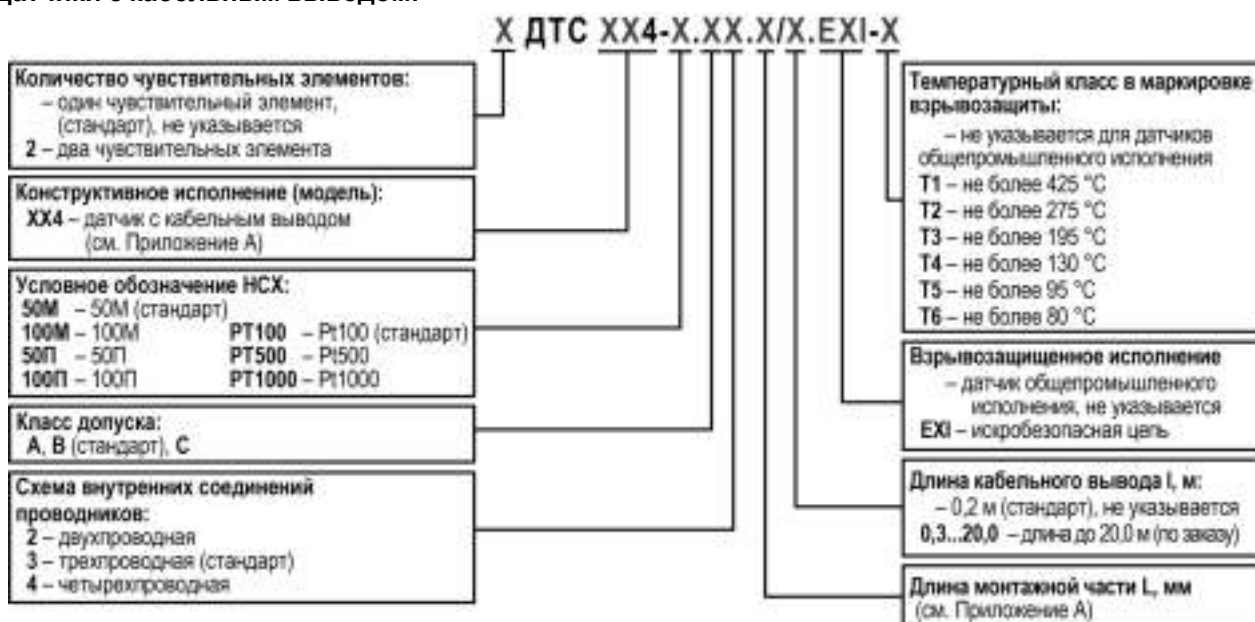 X ДТС XX4-X.XX.X/X.EXI-X
Количество чувствительных элементов:
– один чувствительный элемент,
(стандарт), не указывается
2 – два чувствительных элемента
Конструктивное исполнение (модель):
XX4 – датчик с кабельным выводом
(см. Приложение А)
Условное обозначение НСХ:
50М – 50М (стандарт)
100М – 100М PT100 – Pt100 (стандарт)
50П – 50П PT500 – Pt500
100П – 100П PT1000 – Pt1000
Класс допуска:
А, В (стандарт), С
Схема внутренних соединений
проводников:
2 – двухпроводная
3 – трехпроводная (стандарт)
4 – четырехпроводная
Температурный класс в маркировке
взрывозащиты:
– не указывается для датчиков
общепромышленного исполнения
Т1 – не более 425 °С
Т2 – не более 275 °С
Т3 – не более 195 °С
Т4 – не более 130 °С
Т5 – не более 95 °С
Т6 – не более 80 °С
Взрывозащищенное исполнение
– датчик общепромышленного
исполнения, не указывается
EXI – искробезопасная цепь
Длина кабельного вывода l, м:
– 0,2 м (стандарт), не указывается
0,3...20,0 – длина до 20,0 м (по заказу)
Длина монтажной части L, мм
(см. Приложение А)